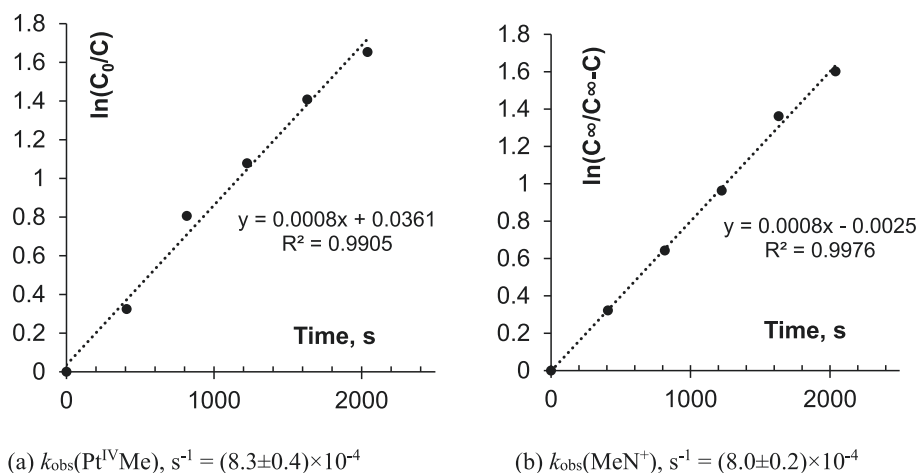 ln(C₀/C)
1.8
1.6
1.4
1.2
1
0.8
0.6
0.4
0.2
0
y = 0.0008x + 0.0361
R² = 0.9905
Time, s
0 1000 2000
(a) kobs(PtᴵⱽMe), s⁻¹ = (8.3±0.4)×10⁻⁴
ln(C∞/C∞-C)
1.8
1.6
1.4
1.2
1
0.8
0.6
0.4
0.2
0
y = 0.0008x - 0.0025
R² = 0.9976
Time, s
0 1000 2000
(b) kobs(MeN⁺), s⁻¹ = (8.0±0.2)×10⁻⁴